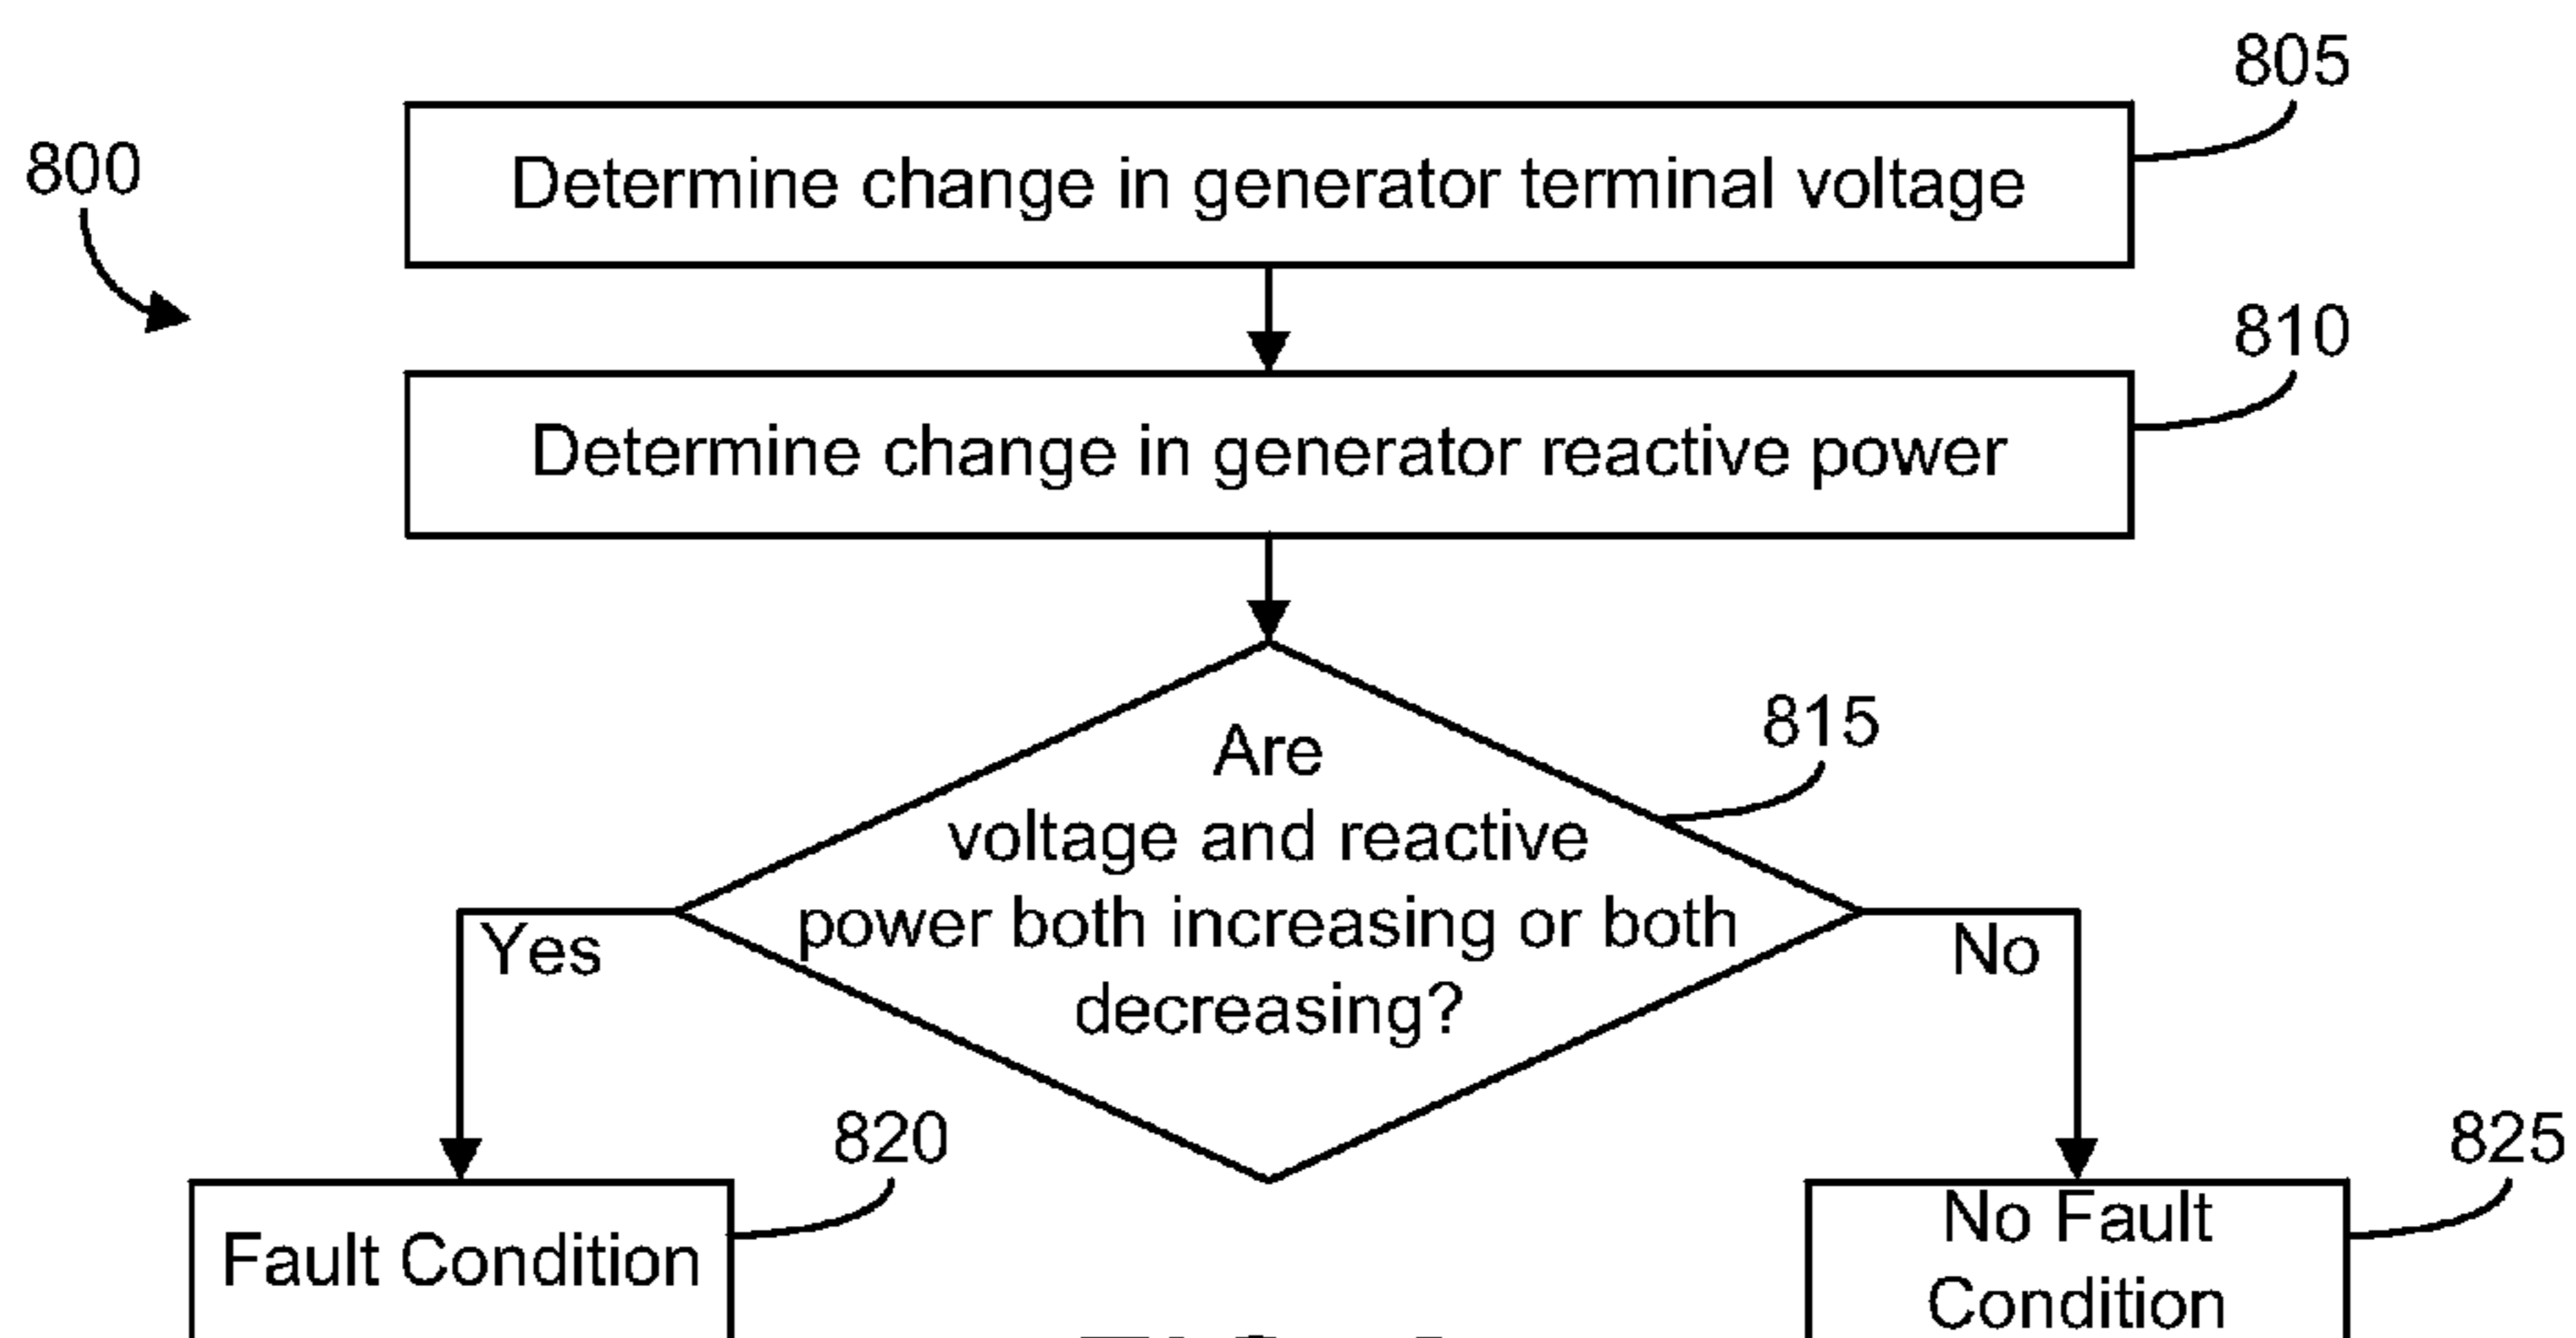 805
800
Determine change in generator terminal voltage
810
Determine change in generator reactive power
815
Are
voltage and reactive
power both increasing or both
decreasing?
Yes
No
820
825
Fault Condition
No Fault
Condition